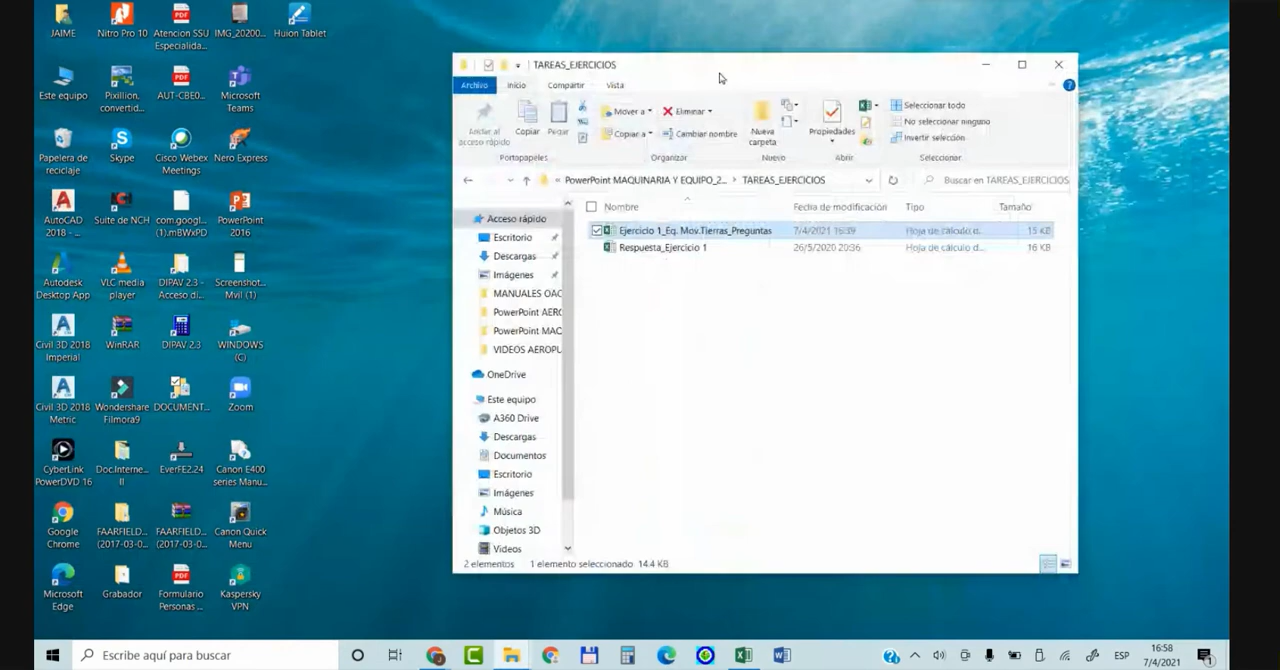 JAIME
Nitro Pro 10
Atencion SSU
Especialida...
IMG_20200...
Huion Tablet
Este equipo
Pixillion,
convertid...
AUT-CBE0...
Microsoft
Teams
Papelera de
reciclaje
Skype
Cisco Webex
Meetings
Nero Express
AutoCAD
2018 - ...
Suite de NCH
com.googl...
(1).mBWxPD
PowerPoint
2016
Autodesk
Desktop App
VLC media
player
DIPAV 2.3 -
Acceso di...
Screenshot...
Mvil (1)
Civil 3D 2018
Imperial
WinRAR
DIPAV 2.3
WINDOWS
(C)
Civil 3D 2018
Metric
Wondershare
Filmora9
DOCUMENT...
Zoom
CyberLink
PowerDVD 16
Doc.Interne...
II
EverFE2.24
Canon E400
series Manu...
Google
Chrome
FAARFIELD...
(2017-03-0...
FAARFIELD...
(2017-03-0...
Canon Quick
Menu
Microsoft
Edge
Grabador
Formulario
Personas ...
Kaspersky
VPN
TAREAS_EJERCICIOS
Archivo
Inicio
Compartir
Vista
Anclar al
acceso rápido
Copiar
Pegar
Mover a
Copiar a
Eliminar
Cambiar nombre
Nueva
carpeta
Propiedades
Seleccionar todo
No seleccionar ninguno
Invertir selección
Portapapeles
Organizar
Nuevo
Abrir
Seleccionar
« PowerPoint MAQUINARIA Y EQUIPO_2... > TAREAS_EJERCICIOS
Buscar en TAREAS_EJERCICIOS
Nombre
Fecha de modificación
Tipo
Tamaño
Ejercicio 1_Eq. Mov.Tierras_Preguntas
7/4/2021 16:39
Hoja de cálculo d...
15 KB
Respuesta_Ejercicio 1
26/5/2020 20:36
Hoja de cálculo d...
16 KB
Acceso rápido
Escritorio
Descargas
Imágenes
MANUALES OAC
PowerPoint AERO
PowerPoint MAC
VIDEOS AEROPU
OneDrive
Este equipo
A360 Drive
Descargas
Documentos
Escritorio
Imágenes
Música
Objetos 3D
Videos
2 elementos
1 elemento seleccionado
14.4 KB
Escribe aquí para buscar
ESP
16:58
7/4/2021